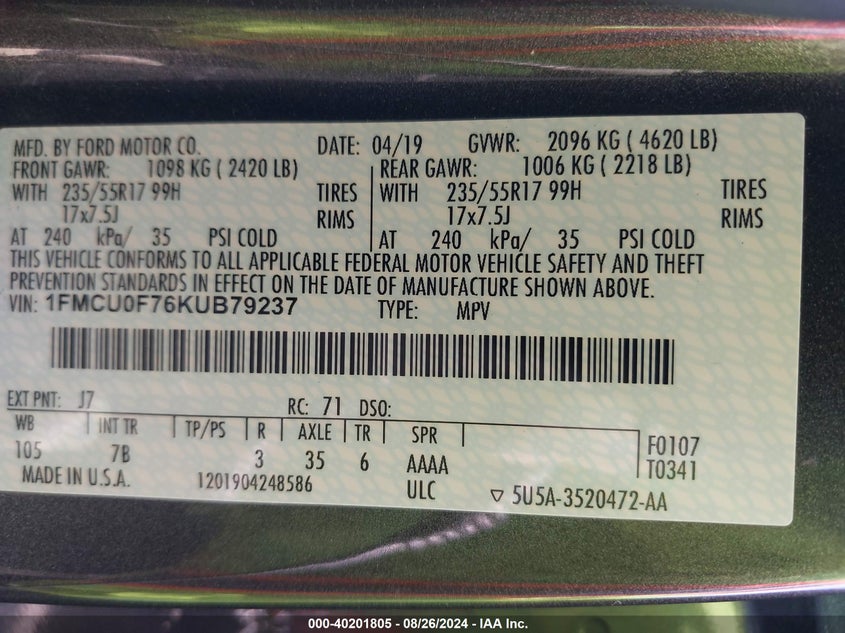 MFD. BY FORD MOTOR CO. DATE: 04/19 GVWR: 2096 KG ( 4620 LB)
FRONT GAWR: 1098 KG ( 2420 LB) REAR GAWR: 1006 KG ( 2218 LB)
WITH 235/55R17 99H TIRES WITH 235/55R17 99H TIRES
17x7.5J RIMS 17x7.5J RIMS
AT 240 kPa/ 35 PSI COLD AT 240 kPa/ 35 PSI COLD
THIS VEHICLE CONFORMS TO ALL APPLICABLE FEDERAL MOTOR VEHICLE SAFETY AND THEFT
PREVENTION STANDARDS IN EFFECT ON THE DATE OF MANUFACTURE SHOWN ABOVE.
VIN: 1FMCU0F76KUB79237 TYPE: MPV
EXT PNT: J7 RC: 71 DSO:
WB INT TR TP/PS R AXLE TR SPR
105 7B 3 35 6 AAAA F0107
T0341
MADE IN U.S.A. 1201904248586 ULC ▽ 5U5A-3520472-AA
000-40201805 - 08/26/2024 - IAA Inc.